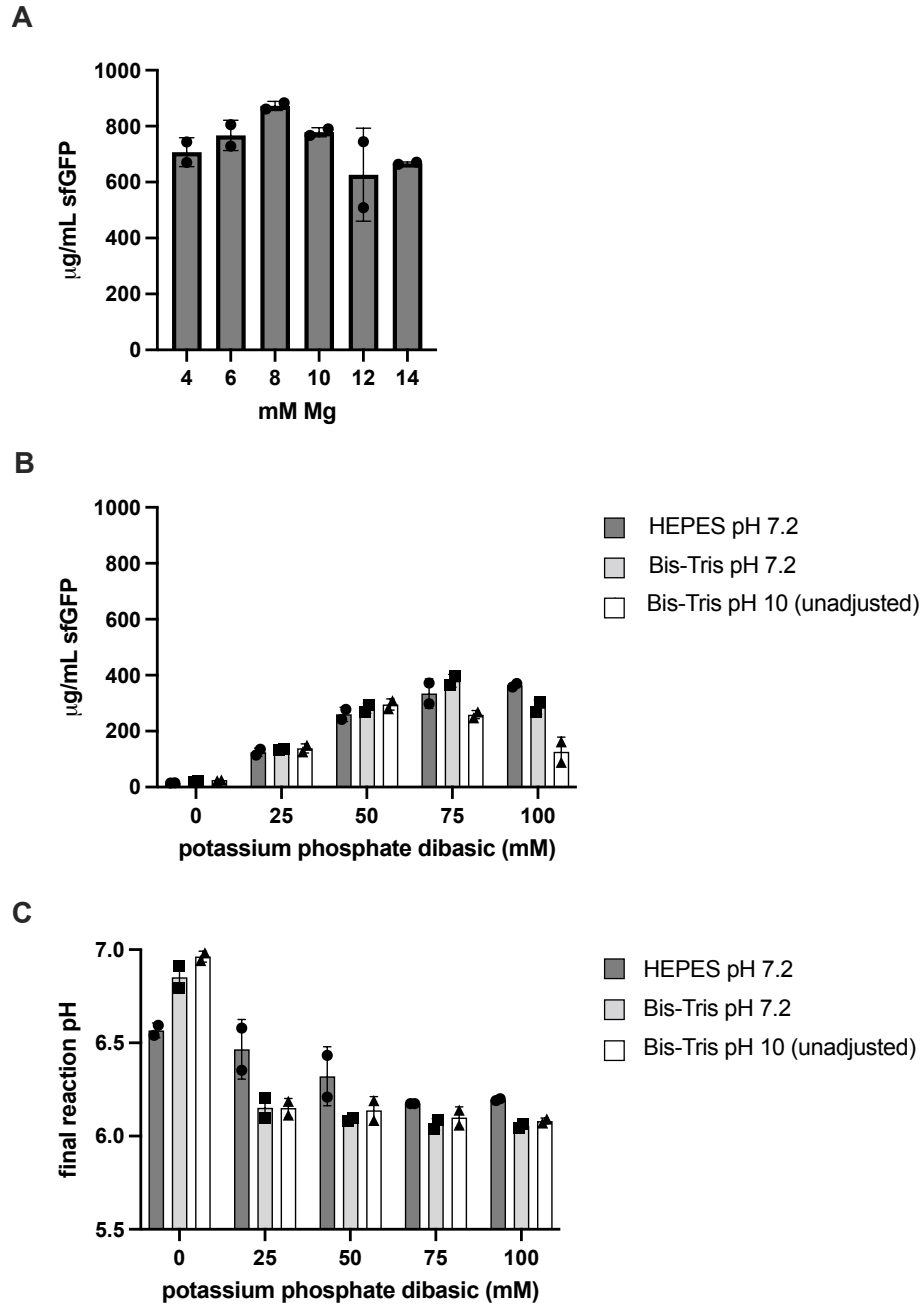 A
1000
800
600
400
200
0
μg/mL sfGFP
4 6 8 10 12 14
mM Mg
B
1000
800
600
400
200
0
μg/mL sfGFP
0 25 50 75 100
potassium phosphate dibasic (mM)
HEPES pH 7.2
Bis-Tris pH 7.2
Bis-Tris pH 10 (unadjusted)
C
7.0
6.5
6.0
5.5
final reaction pH
0 25 50 75 100
potassium phosphate dibasic (mM)
HEPES pH 7.2
Bis-Tris pH 7.2
Bis-Tris pH 10 (unadjusted)